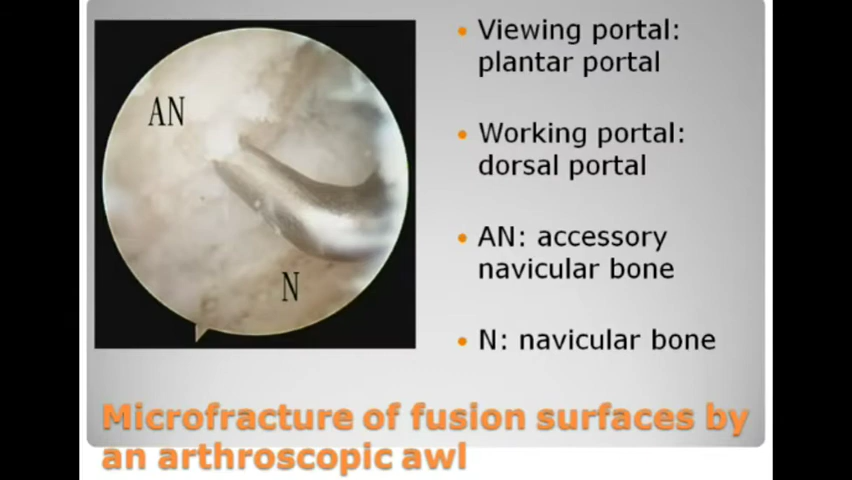 AN
N
Viewing portal:
plantar portal
Working portal:
dorsal portal
AN: accessory
navicular bone
N: navicular bone
Microfracture of fusion surfaces by
an arthroscopic awl